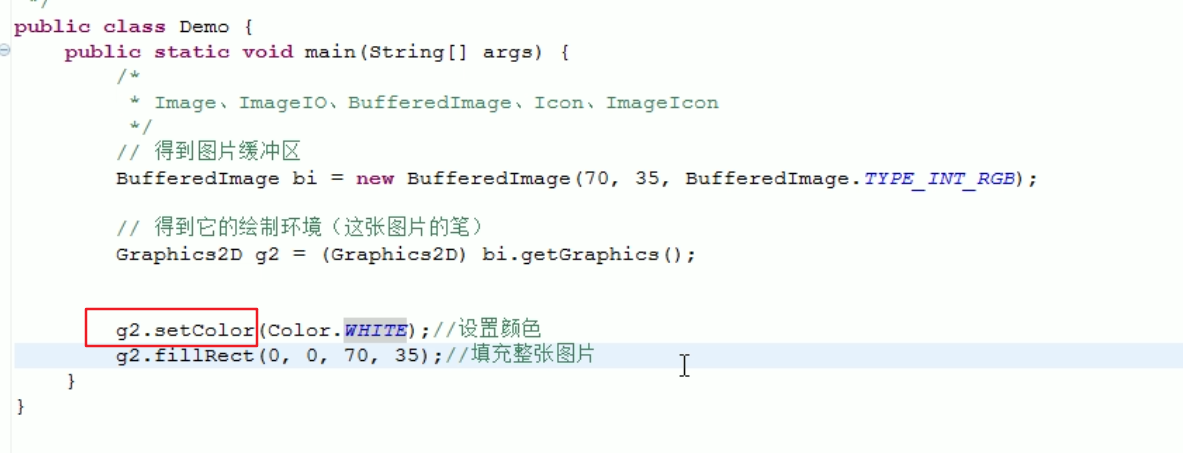 */
public class Demo {
public static void main(String[] args) {
/*
* Image、ImageIO、BufferedImage、Icon、ImageIcon
*/
// 得到图片缓冲区
BufferedImage bi = new BufferedImage(70, 35, BufferedImage.TYPE_INT_RGB);
// 得到它的绘制环境（这张图片的笔）
Graphics2D g2 = (Graphics2D) bi.getGraphics();
g2.setColor(Color.WHITE);//设置颜色
g2.fillRect(0, 0, 70, 35);//填充整张图片
}
}